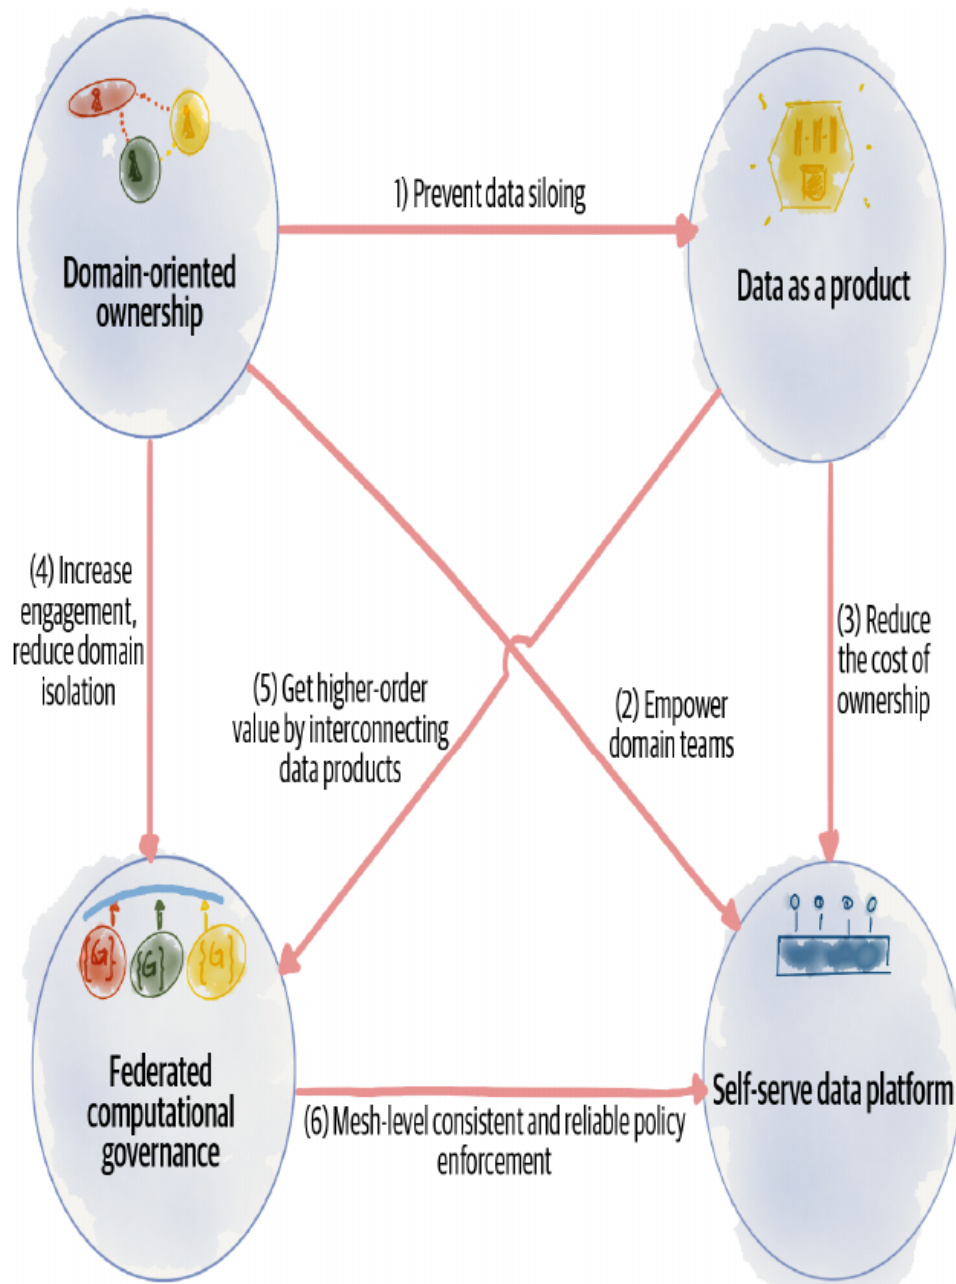 1) Prevent data siloing
Domain-oriented
ownership
Data as a product
(4) Increase
engagement,
reduce domain
isolation
(5) Get higher-order
value by interconnecting
data products
(2) Empower
domain teams
(3) Reduce
the cost of
ownership
{G}
{G}
{G}
Federated
computational
governance
Self-serve data platform
(6) Mesh-level consistent and reliable policy
enforcement